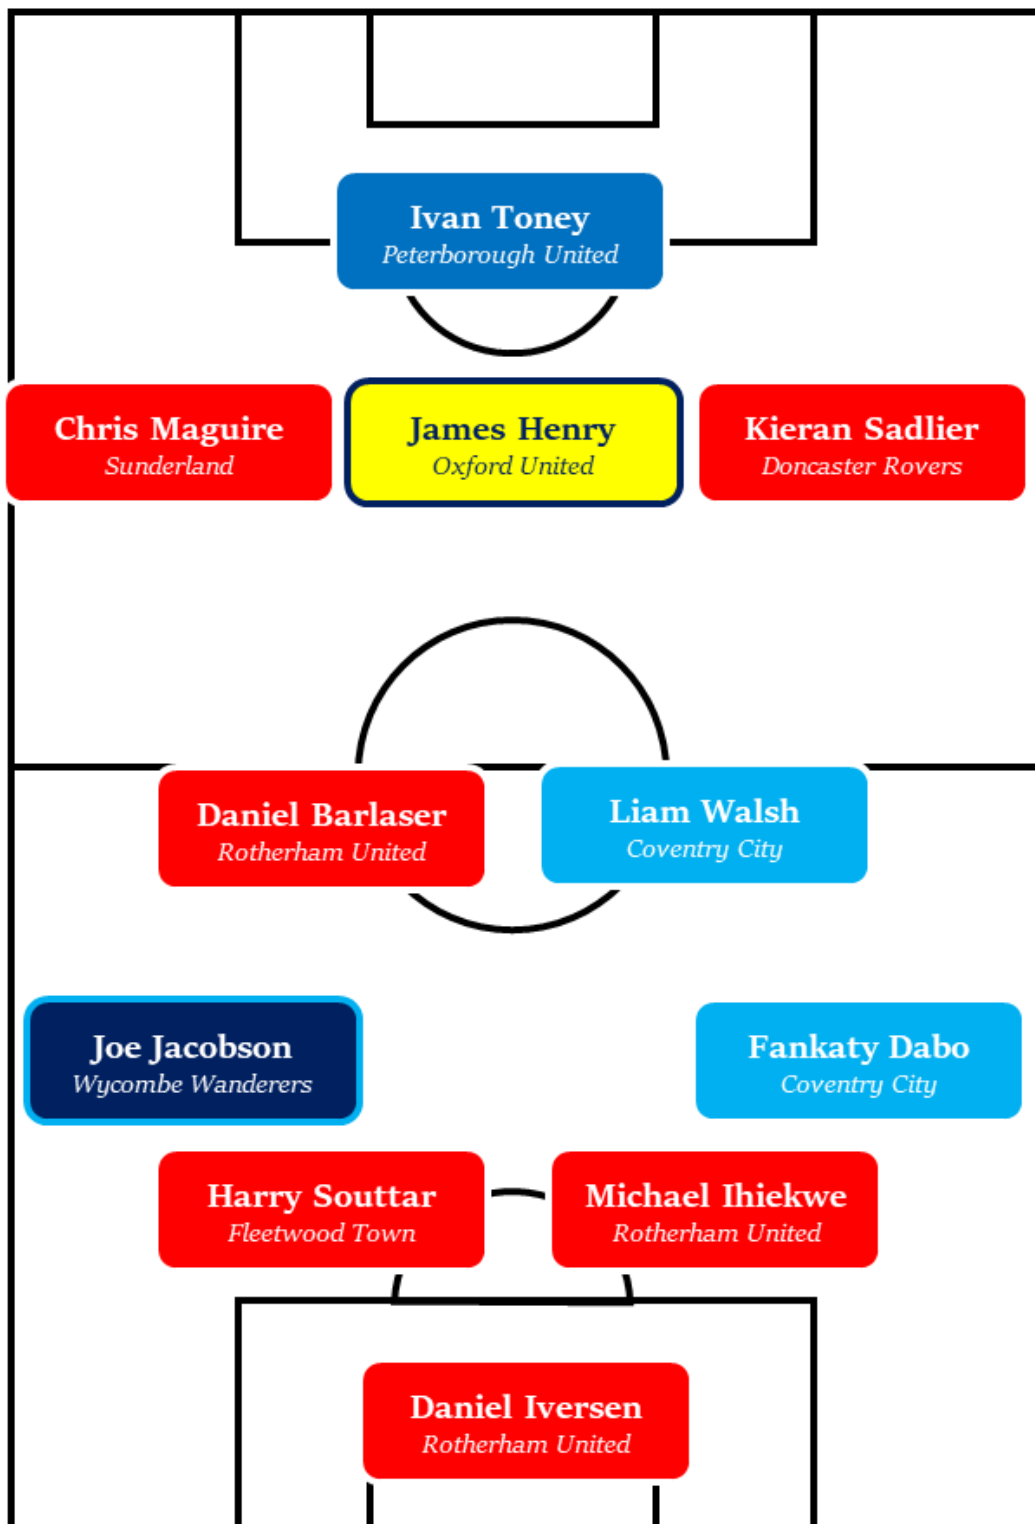 Ivan Toney
Peterborough United
Chris Maguire
Sunderland
James Henry
Oxford United
Kieran Sadlier
Doncaster Rovers
Daniel Barlaser
Rotherham United
Liam Walsh
Coventry City
Joe Jacobson
Wycombe Wanderers
Fankaty Dabo
Coventry City
Harry Souttar
Fleetwood Town
Michael Ihiekwe
Rotherham United
Daniel Iversen
Rotherham United